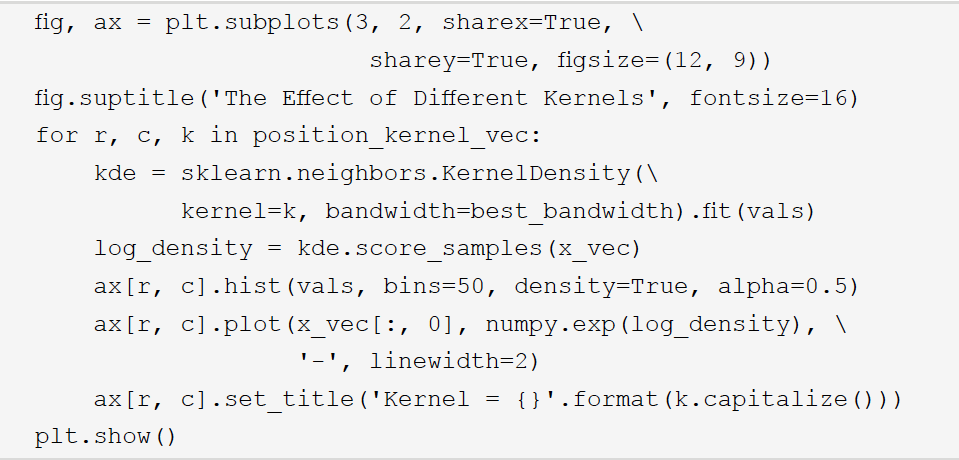 fig, ax = plt.subplots(3, 2, sharex=True, \
                       sharey=True, figsize=(12, 9))
fig.suptitle('The Effect of Different Kernels', fontsize=16)
for r, c, k in position_kernel_vec:
    kde = sklearn.neighbors.KernelDensity(\
          kernel=k, bandwidth=best_bandwidth).fit(vals)
    log_density = kde.score_samples(x_vec)
    ax[r, c].hist(vals, bins=50, density=True, alpha=0.5)
    ax[r, c].plot(x_vec[:, 0], numpy.exp(log_density), \
                  '-', linewidth=2)
    ax[r, c].set_title('Kernel = {}'.format(k.capitalize()))
plt.show()